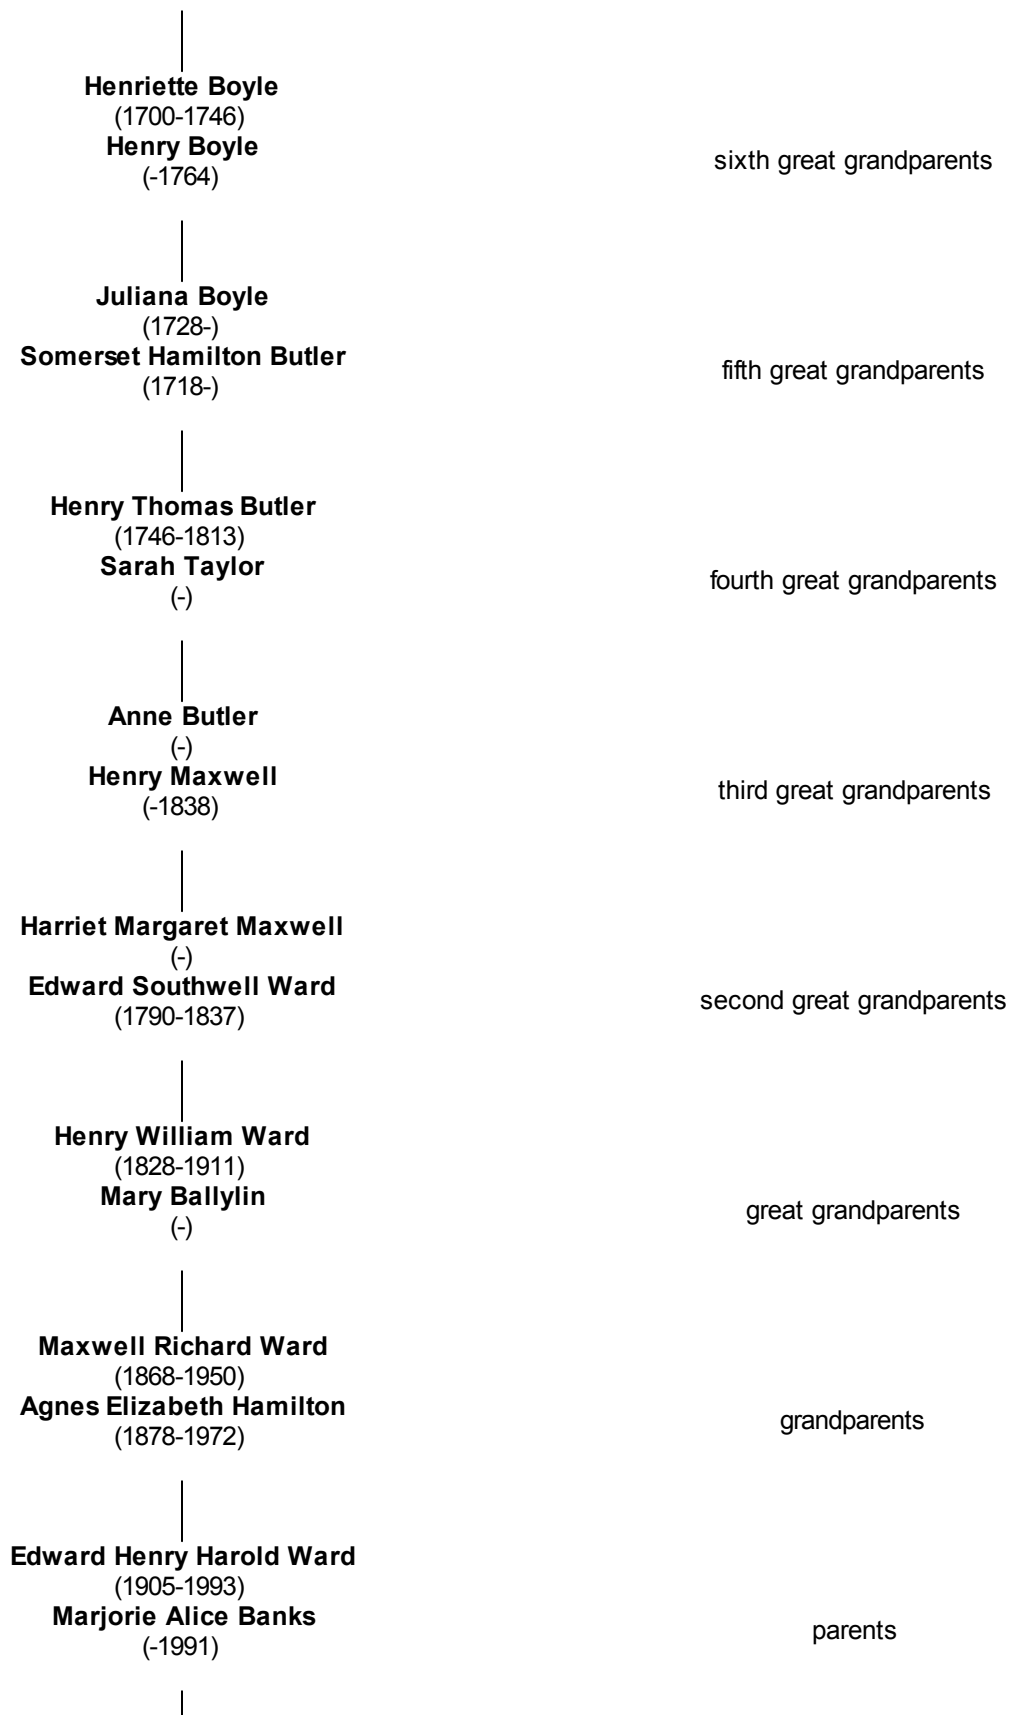 Henriette Boyle
(1700-1746)
Henry Boyle
(-1764)
sixth great grandparents
Juliana Boyle
(1728-)
Somerset Hamilton Butler
(1718-)
fifth great grandparents
Henry Thomas Butler
(1746-1813)
Sarah Taylor
(-)
fourth great grandparents
Anne Butler
(-)
Henry Maxwell
(-1838)
third great grandparents
Harriet Margaret Maxwell
(-)
Edward Southwell Ward
(1790-1837)
second great grandparents
Henry William Ward
(1828-1911)
Mary Ballylin
(-)
great grandparents
Maxwell Richard Ward
(1868-1950)
Agnes Elizabeth Hamilton
(1878-1972)
grandparents
Edward Henry Harold Ward
(1905-1993)
Marjorie Alice Banks
(-1991)
parents